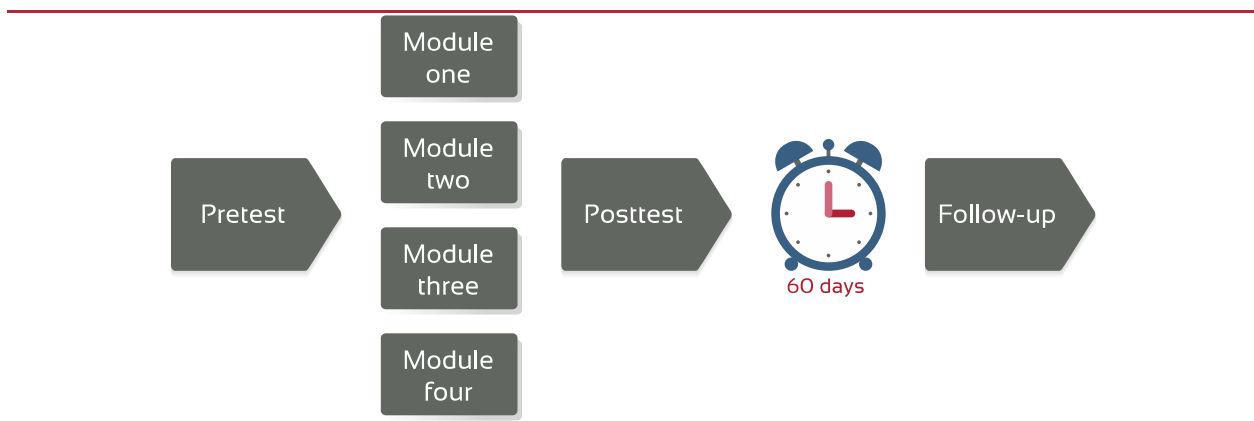 Pretest
Module
one
Module
two
Module
three
Module
four
Posttest
60 days
Follow-up